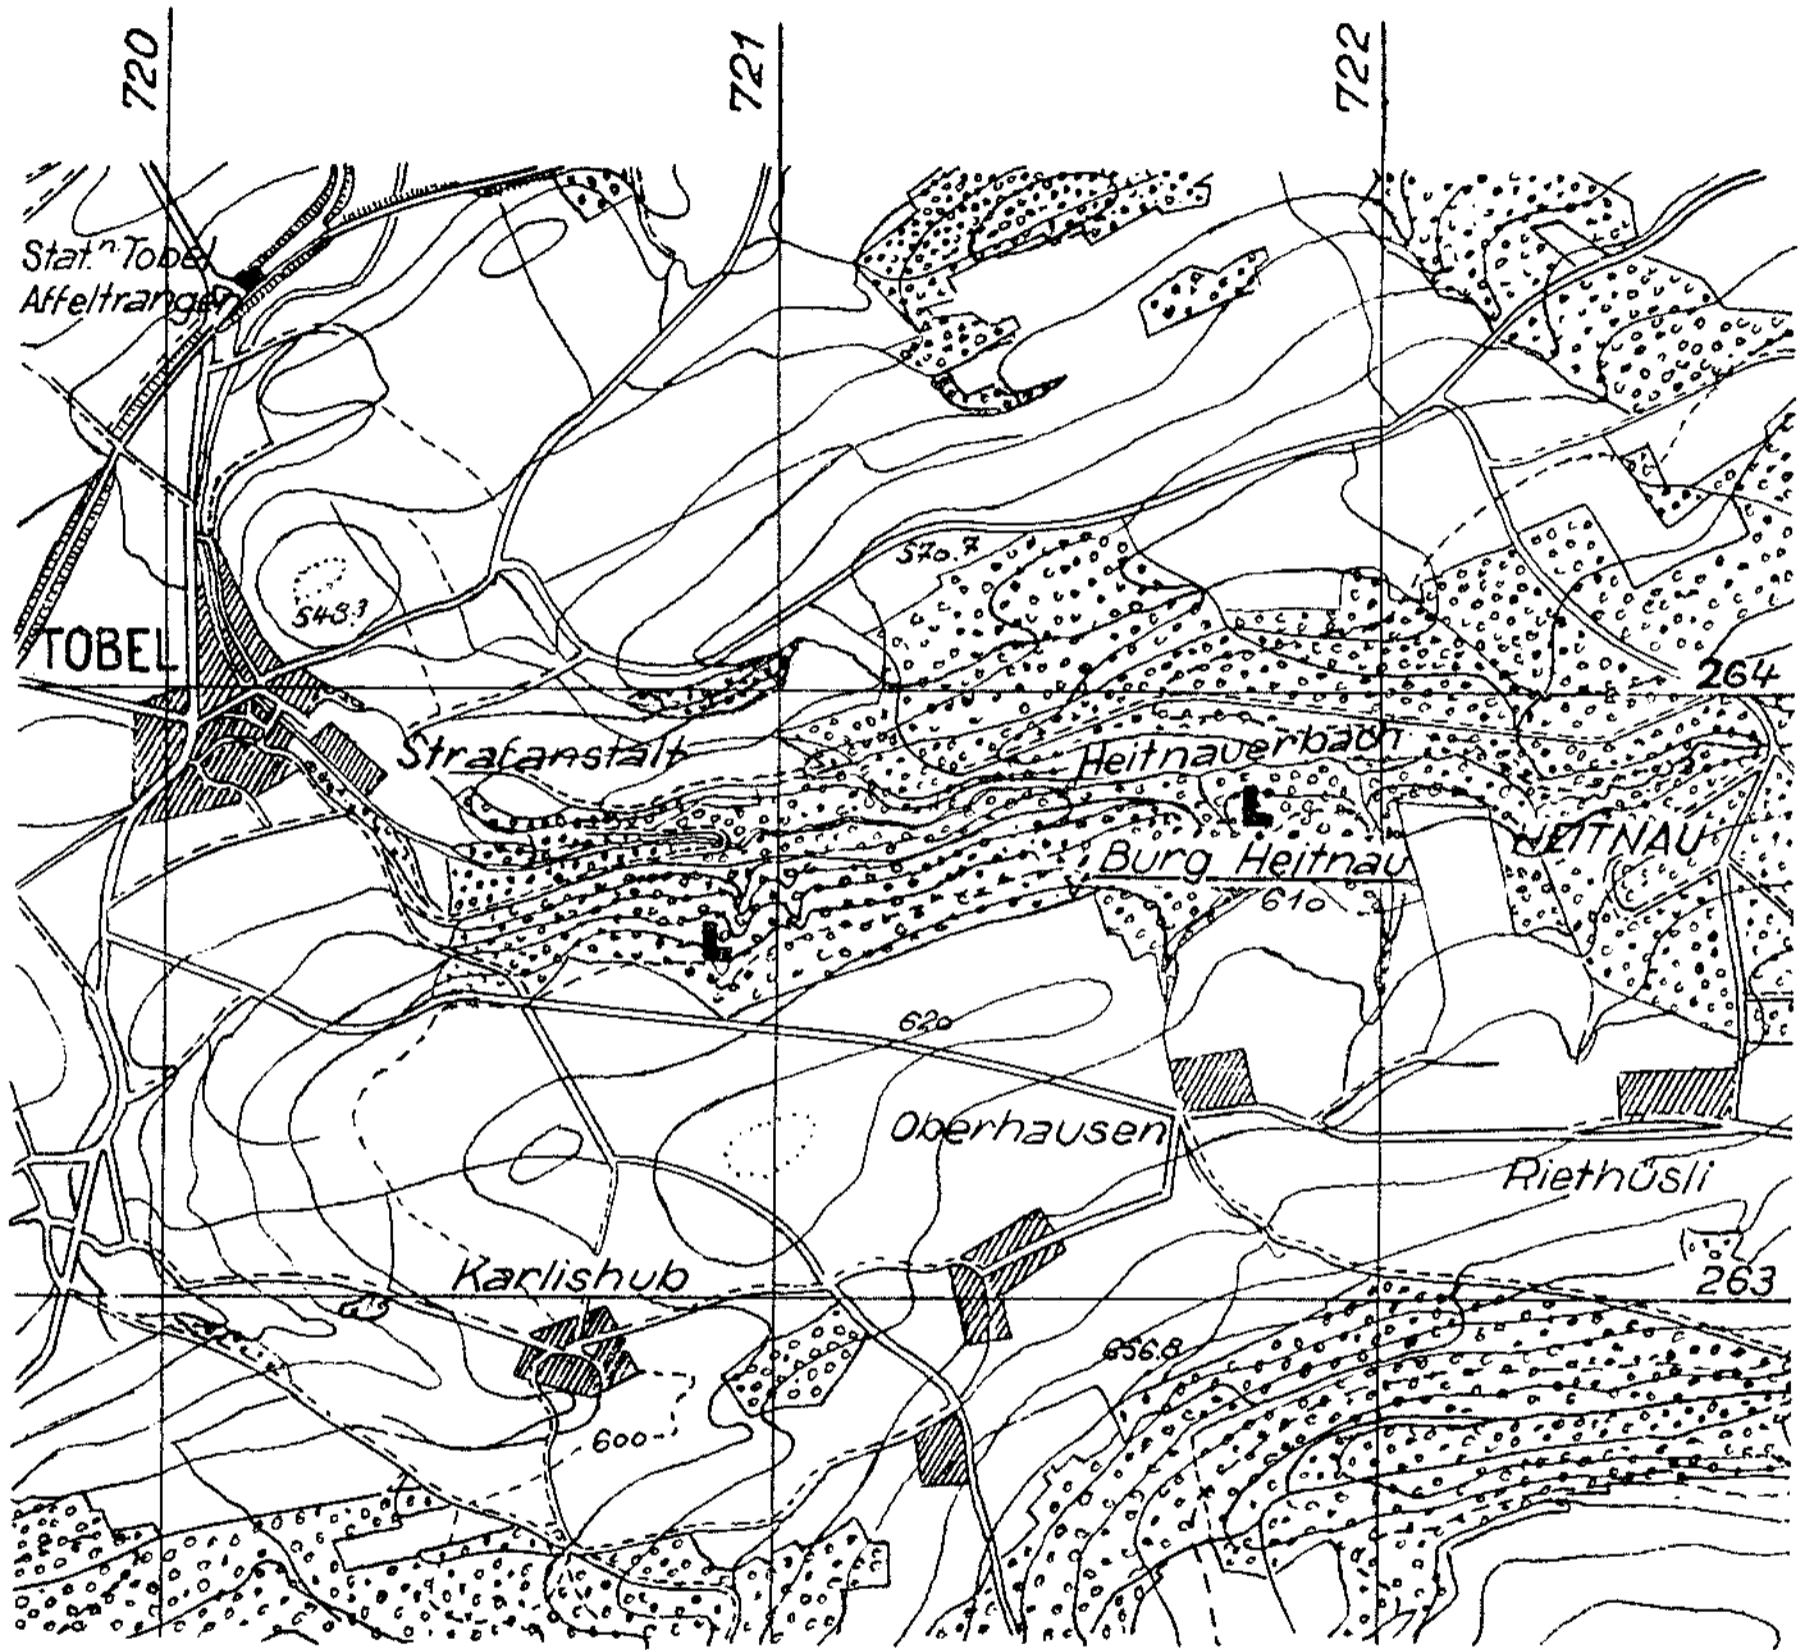 720
721
722
Stat.ⁿ Tobel
Affeltrangen
570.7
548.3
TOBEL
264
Strafanstalt
Heitnauerbach
HEITNAU
Burg Heitnau
610
620
Oberhausen
Riethüsli
Karlishub
263
656.8
600